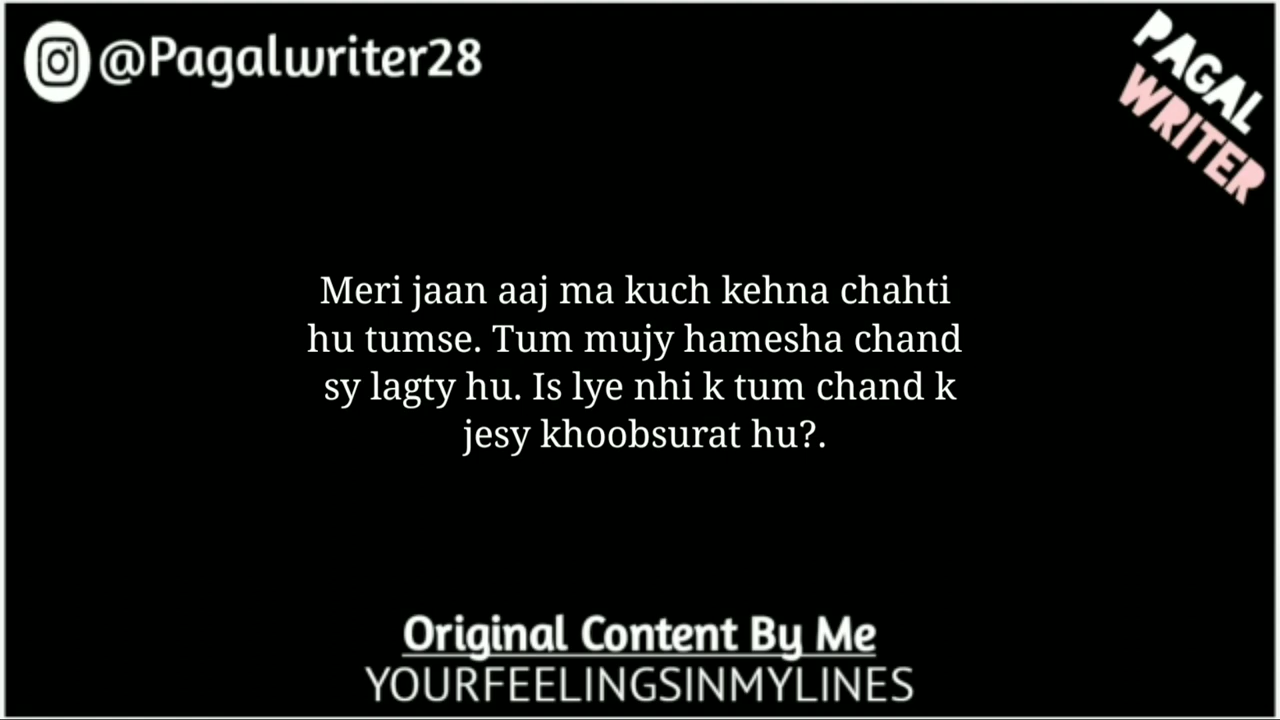 @Pagalwriter28
PAGAL
WRITER
Meri jaan aaj ma kuch kehna chahti
hu tumse. Tum mujy hamesha chand
sy lagty hu. Is lye nhi k tum chand k
jesy khoobsurat hu?.
Original Content By Me
YOURFEELINGSINMYLINES